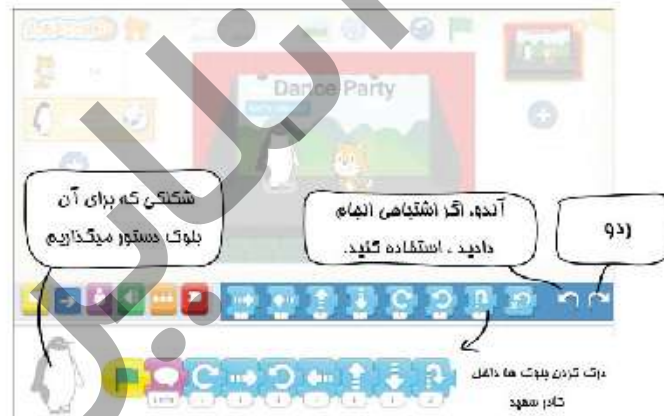 Dance Party
شکلکی که برای آن
بلوک دستور میگذاریم
آندو، اگر اشتباهی انجام
دادید ، استفاده کنید.
ردو
درگ کردن بلوک ها داخل
کادر سفید